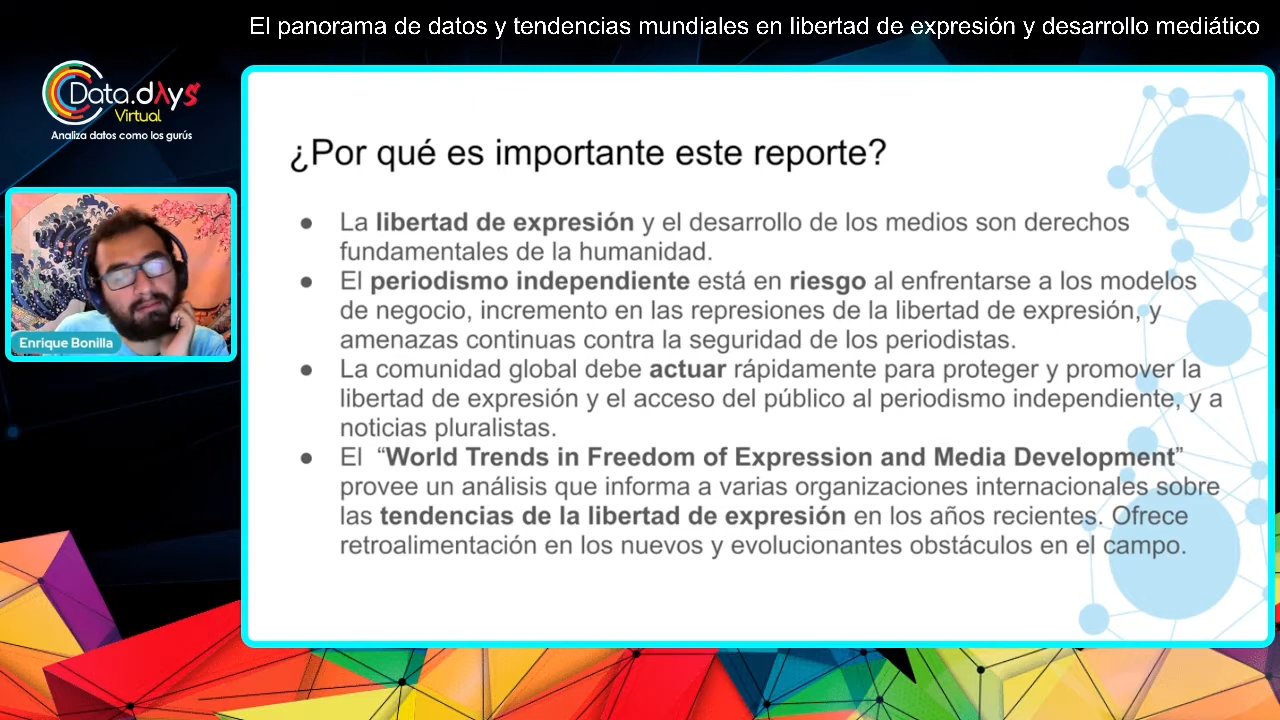 El panorama de datos y tendencias mundiales en libertad de expresión y desarrollo mediático
Data.dAys
Virtual
Analiza datos como los gurús
Enrique Bonilla
¿Por qué es importante este reporte?
● La libertad de expresión y el desarrollo de los medios son derechos
fundamentales de la humanidad.
● El periodismo independiente está en riesgo al enfrentarse a los modelos
de negocio, incremento en las represiones de la libertad de expresión, y
amenazas continuas contra la seguridad de los periodistas.
● La comunidad global debe actuar rápidamente para proteger y promover la
libertad de expresión y el acceso del público al periodismo independiente, y a
noticias pluralistas.
● El “World Trends in Freedom of Expression and Media Development”
provee un análisis que informa a varias organizaciones internacionales sobre
las tendencias de la libertad de expresión en los años recientes. Ofrece
retroalimentación en los nuevos y evolucionantes obstáculos en el campo.